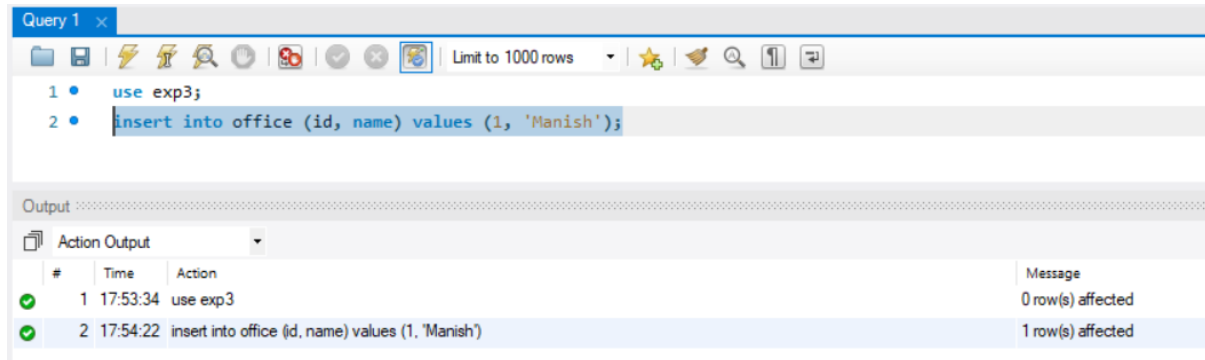 Query 1 ×
Limit to 1000 rows
1 use exp3;
2 insert into office (id, name) values (1, 'Manish');
Output
Action Output
# Time Action Message
1 17:53:34 use exp3 0 row(s) affected
2 17:54:22 insert into office (id, name) values (1, 'Manish') 1 row(s) affected